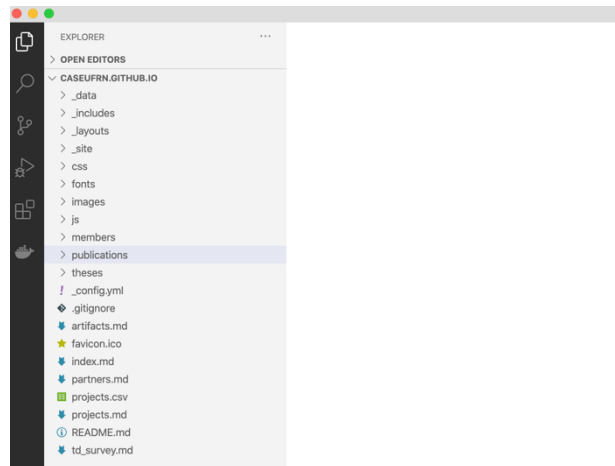 EXPLORER
OPEN EDITORS
CASEUFRN.GITHUB.IO
_data
_includes
_layouts
_site
css
fonts
images
js
members
publications
theses
_config.yml
.gitignore
artifacts.md
favicon.ico
index.md
partners.md
projects.csv
projects.md
README.md
td_survey.md